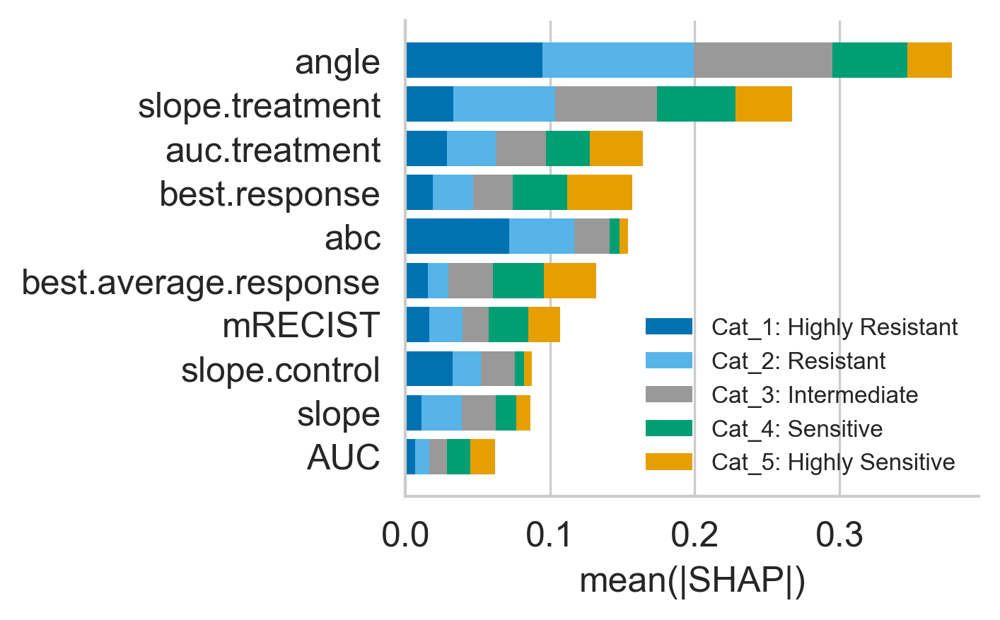 angle
slope.treatment
auc.treatment
best.response
abc
best.average.response
mRECIST
slope.control
slope
AUC
Cat_1: Highly Resistant
Cat_2: Resistant
Cat_3: Intermediate
Cat_4: Sensitive
Cat_5: Highly Sensitive
0.0 0.1 0.2 0.3
mean(|SHAP|)